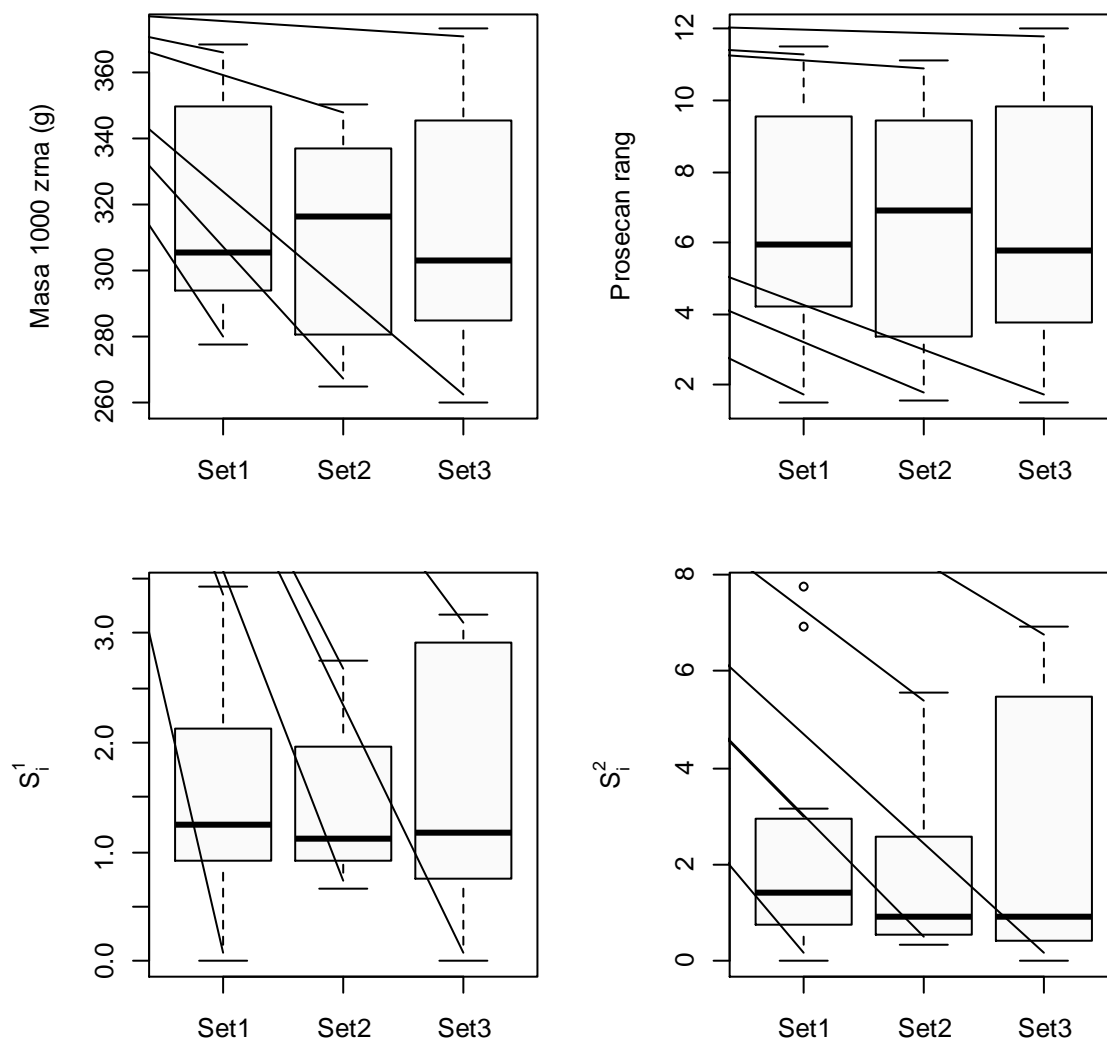 Masa 1000 zrna (g)
360
340
320
300
280
260
Set1 Set2 Set3
Prosecan rang
12
10
8
6
4
2
Set1 Set2 Set3
S_i^1
3.0
2.0
1.0
0.0
Set1 Set2 Set3
S_i^2
8
6
4
2
0
Set1 Set2 Set3